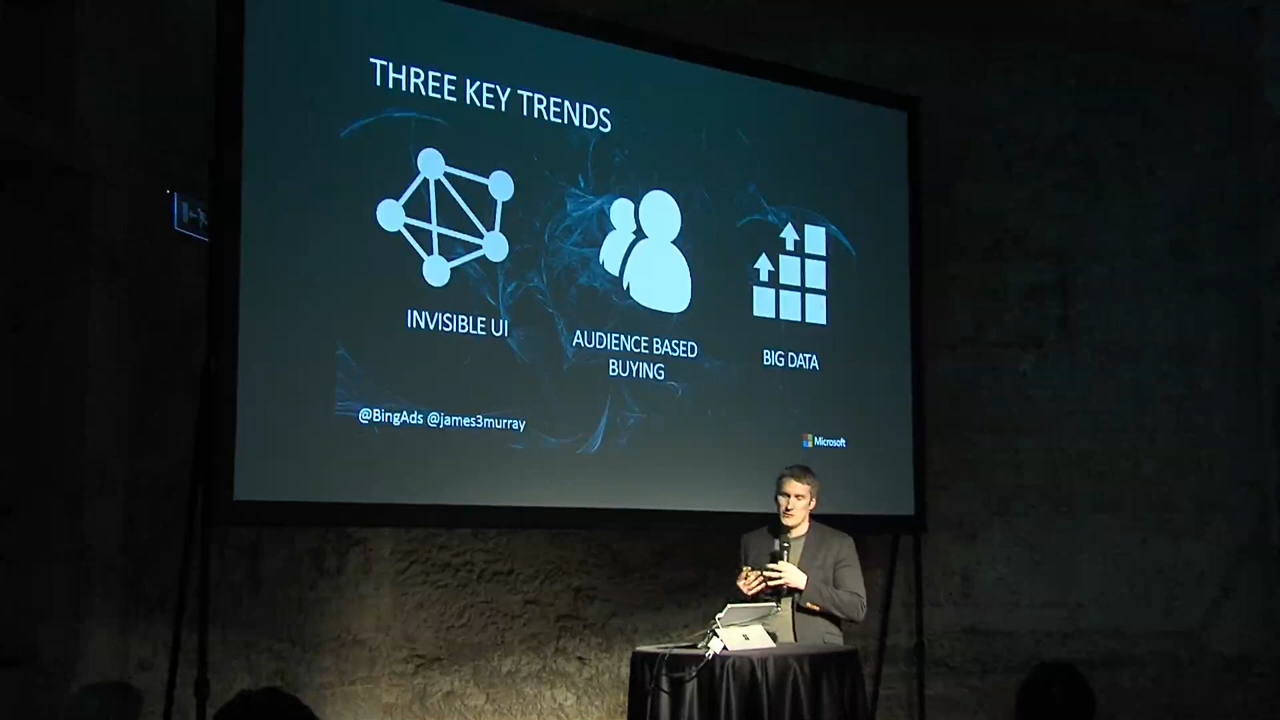 THREE KEY TRENDS
INVISIBLE UI
AUDIENCE BASED
BUYING
BIG DATA
@BingAds @james3murray
Microsoft